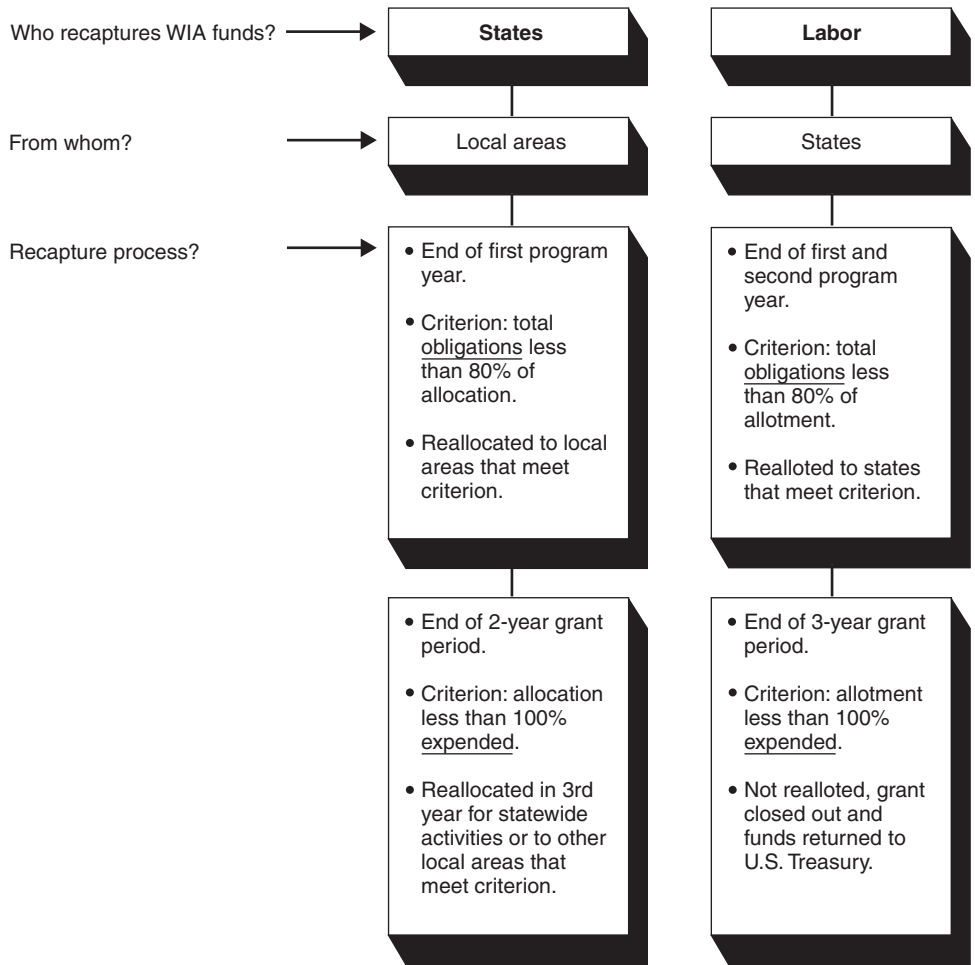 Who recaptures WIA funds?
States
Labor
From whom?
Local areas
States
Recapture process?
• End of first program
year.
• Criterion: total
obligations less
than 80% of
allocation.
• Reallocated to local
areas that meet
criterion.
• End of first and
second program
year.
• Criterion: total
obligations less
than 80% of
allotment.
• Realloted to states
that meet criterion.
• End of 2-year grant
period.
• Criterion: allocation
less than 100%
expended.
• Reallocated in 3rd
year for statewide
activities or to other
local areas that
meet criterion.
• End of 3-year grant
period.
• Criterion: allotment
less than 100%
expended.
• Not realloted, grant
closed out and
funds returned to
U.S. Treasury.